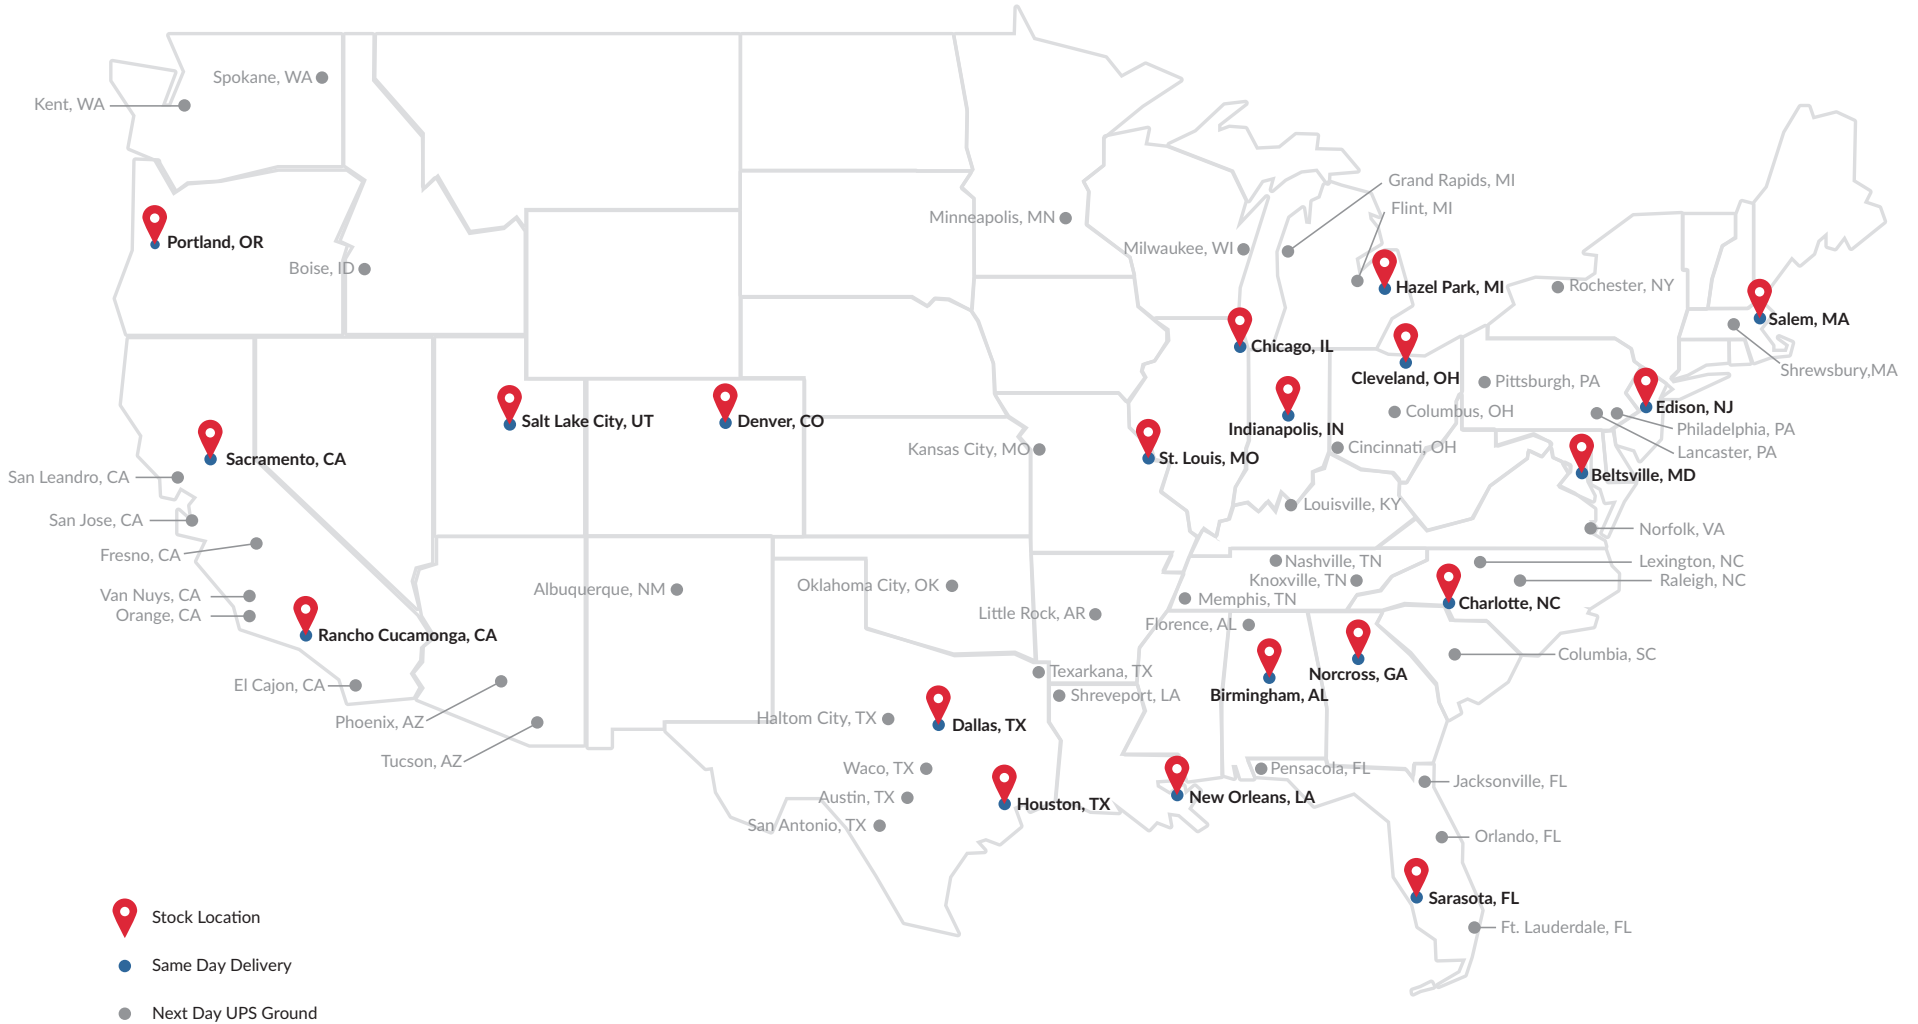 Spokane, WA
Kent, WA
Grand Rapids, MI
Flint, MI
Minneapolis, MN
Portland, OR
Milwaukee, WI
Boise, ID
Hazel Park, MI
Rochester, NY
Salem, MA
Chicago, IL
Shrewsbury,MA
Cleveland, OH
Pittsburgh, PA
Edison, NJ
Columbus, OH
Salt Lake City, UT
Denver, CO
Indianapolis, IN
Philadelphia, PA
Kansas City, MO
Cincinnati, OH
Lancaster, PA
Sacramento, CA
St. Louis, MO
San Leandro, CA
Beltsville, MD
Louisville, KY
San Jose, CA
Norfolk, VA
Fresno, CA
Nashville, TN
Lexington, NC
Knoxville, TN
Raleigh, NC
Oklahoma City, OK
Albuquerque, NM
Van Nuys, CA
Memphis, TN
Charlotte, NC
Orange, CA
Little Rock, AR
Florence, AL
Rancho Cucamonga, CA
Columbia, SC
Texarkana, TX
Norcross, GA
El Cajon, CA
Shreveport, LA
Birmingham, AL
Phoenix, AZ
Haltom City, TX
Dallas, TX
Tucson, AZ
Waco, TX
Pensacola, FL
Jacksonville, FL
Austin, TX
New Orleans, LA
Houston, TX
San Antonio, TX
Orlando, FL
Sarasota, FL
Ft. Lauderdale, FL
Stock Location
Same Day Delivery
Next Day UPS Ground